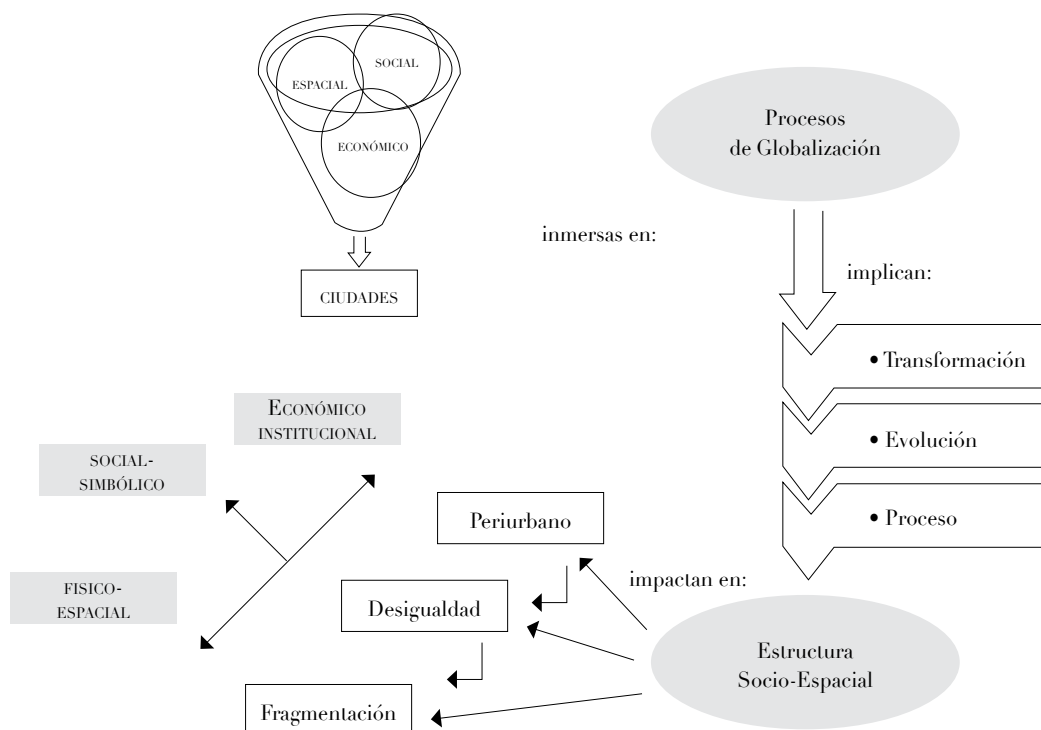 SOCIAL
ESPACIAL
ECONÓMICO
CIUDADES
Procesos
de Globalización
inmersas en:
implican:
• Transformación
• Evolución
• Proceso
ECONÓMICO
INSTITUCIONAL
SOCIAL-
SIMBÓLICO
FISICO-
ESPACIAL
Periurbano
Desigualdad
Fragmentación
impactan en:
Estructura
Socio-Espacial